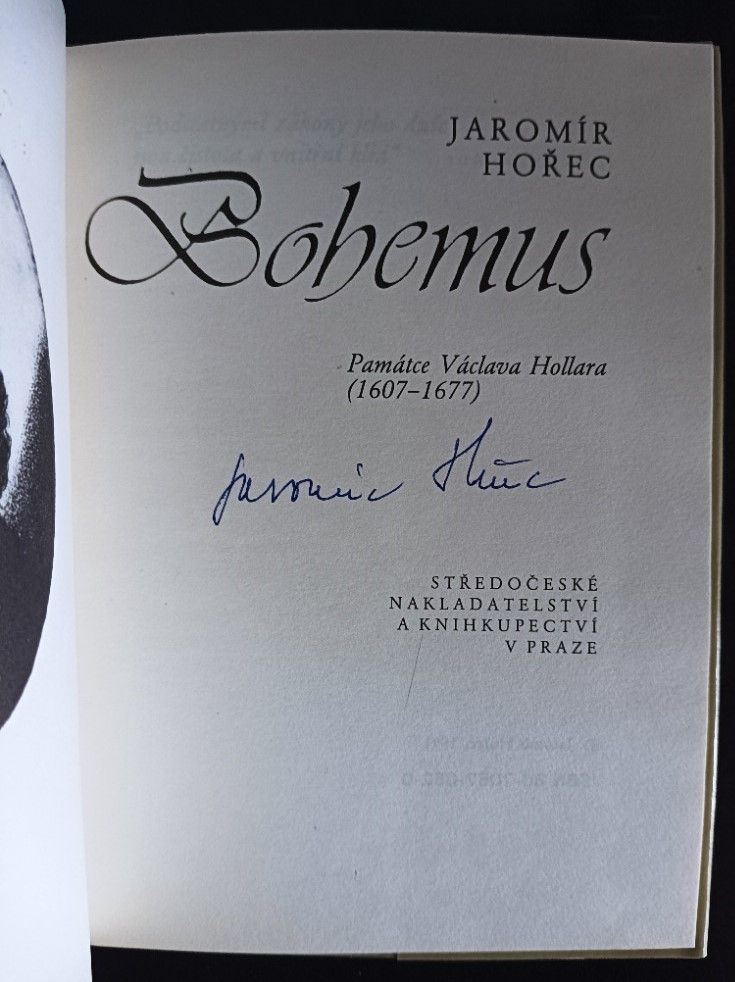 JAROMÍR
HOŘEC
Bohemus
Památce Václava Hollara
(1607–1677)
Jaromír Hořec
STŘEDOČESKÉ
NAKLADATELSTVÍ
A KNIHKUPECTVÍ
V PRAZE